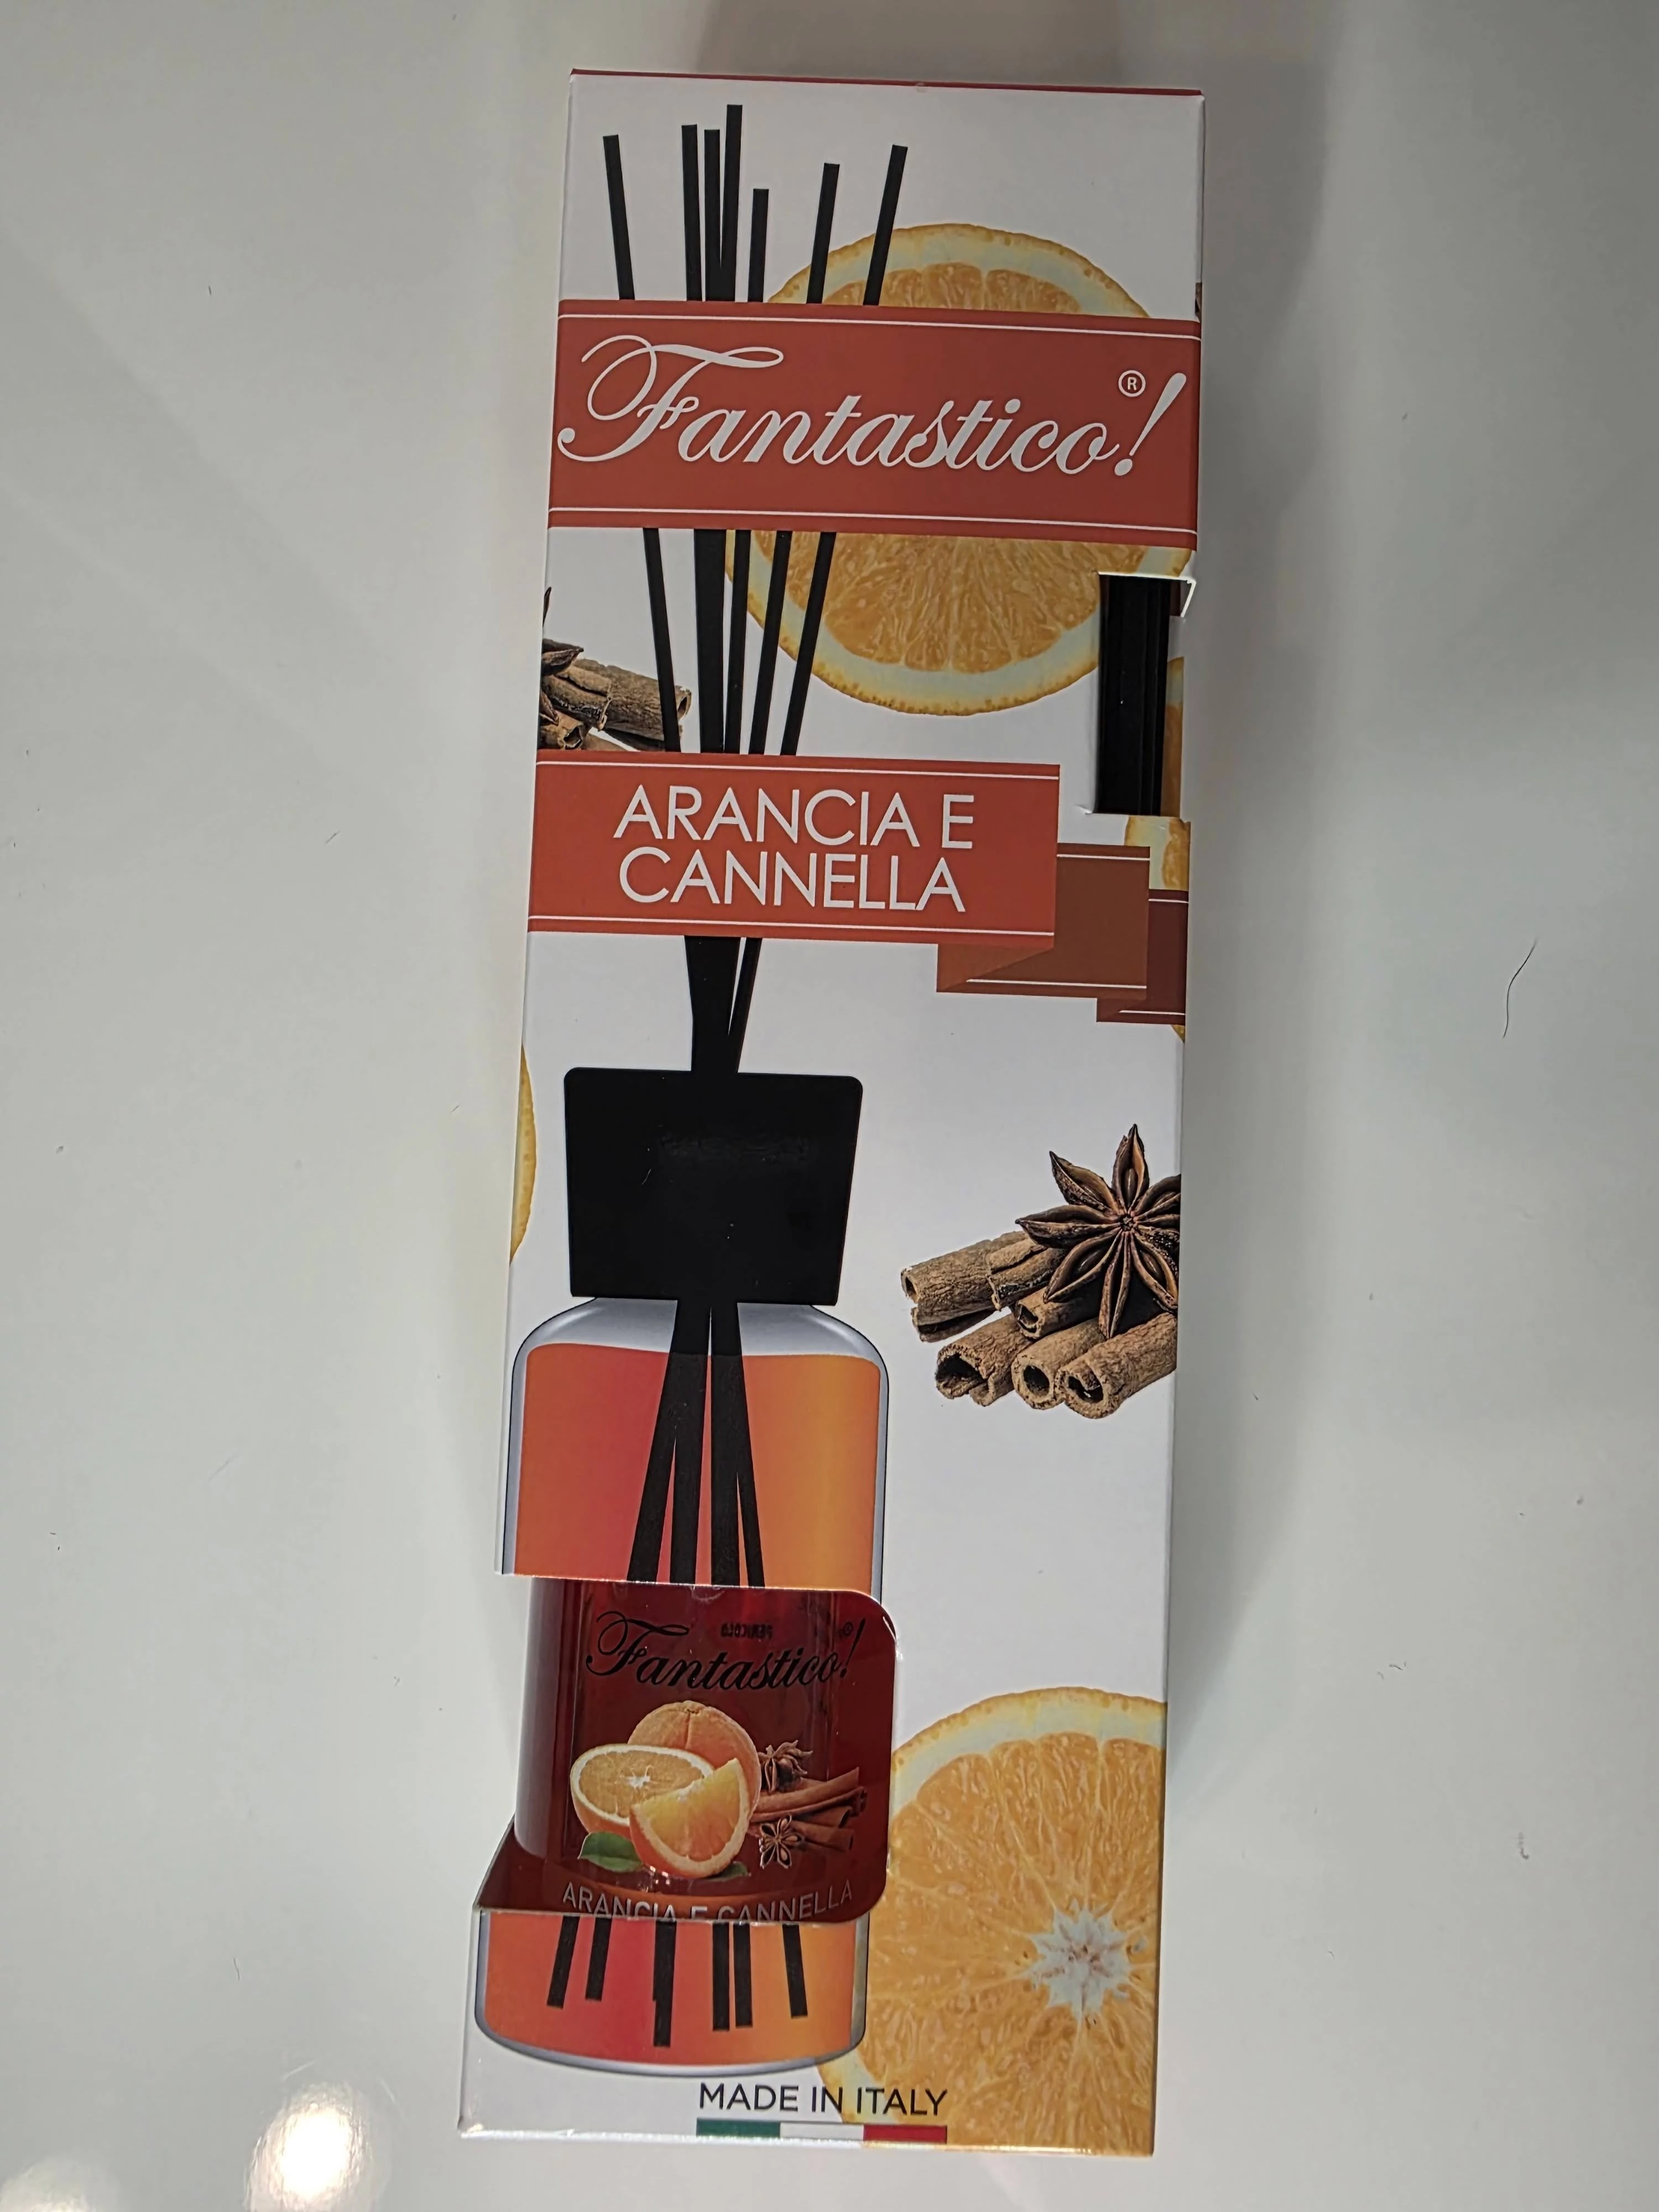 Fantastico!®
ARANCIA E
CANNELLA
Fantastico!®
ARANCIA E CANNELLA
MADE IN ITALY